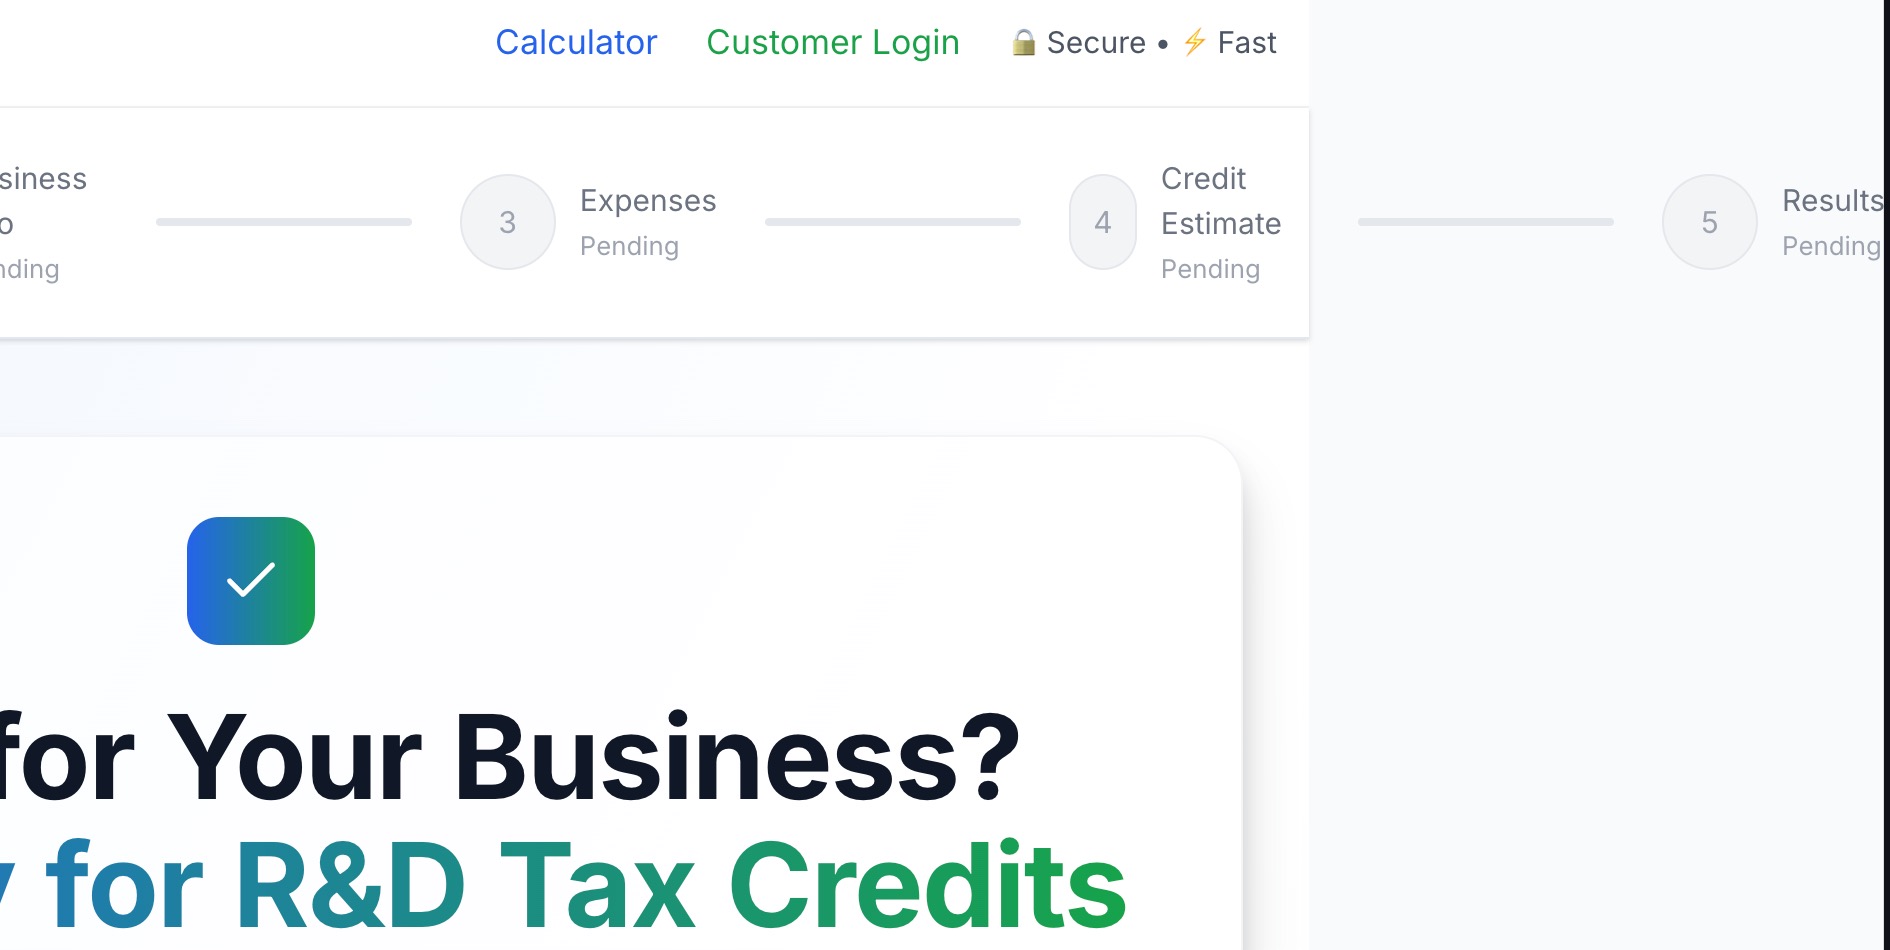 Calculator Customer Login 🔒 Secure • ⚡ Fast
siness
o
nding
3
Expenses
Pending
4
Credit
Estimate
Pending
5
Results
Pending
for Your Business?
y for R&D Tax Credits